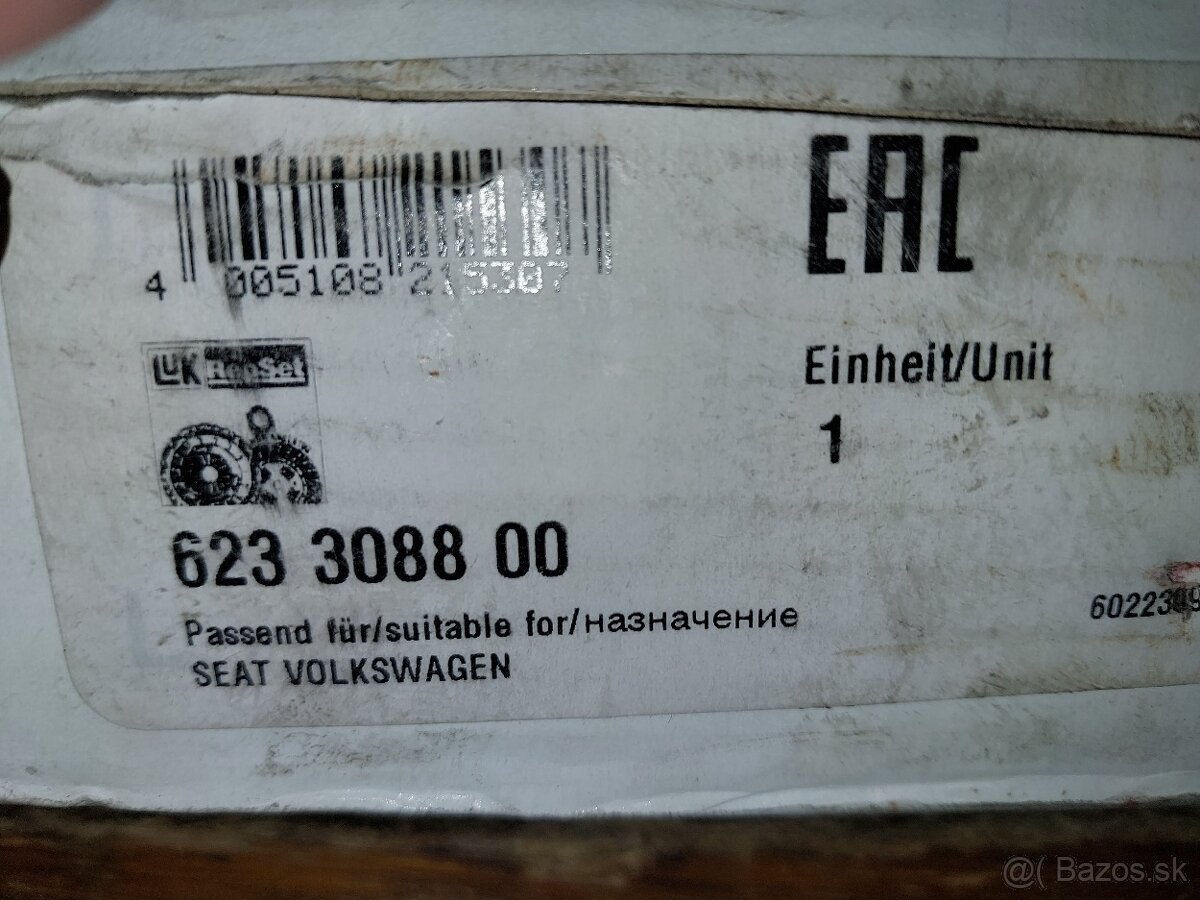 4 005108 215307
EAC
LuK RepSet
Einheit/Unit
1
623 3088 00
Passend für/suitable for/назначение
SEAT VOLKSWAGEN
@( Bazos.sk